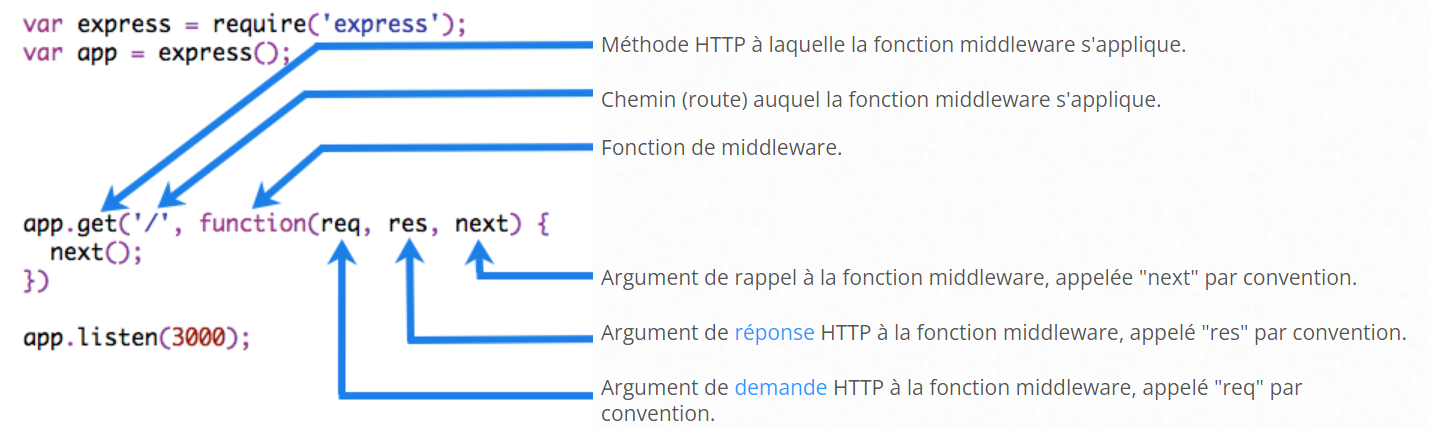 var express = require('express');
var app = express();
Méthode HTTP à laquelle la fonction middleware s'applique.
Chemin (route) auquel la fonction middleware s'applique.
Fonction de middleware.
app.get('/', function(req, res, next) {
  next();
})
app.listen(3000);
Argument de rappel à la fonction middleware, appelée "next" par convention.
Argument de réponse HTTP à la fonction middleware, appelé "res" par convention.
Argument de demande HTTP à la fonction middleware, appelé "req" par
convention.